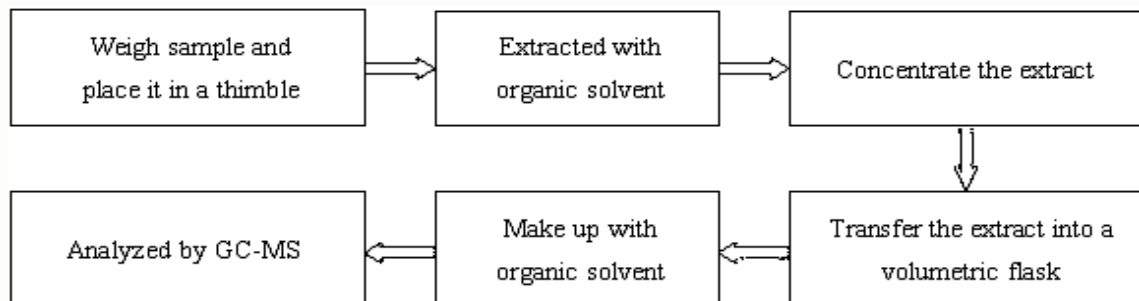 Weigh sample and
place it in a thimble
Extracted with
organic solvent
Concentrate the extract
Transfer the extract into a
volumetric flask
Make up with
organic solvent
Analyzed by GC-MS